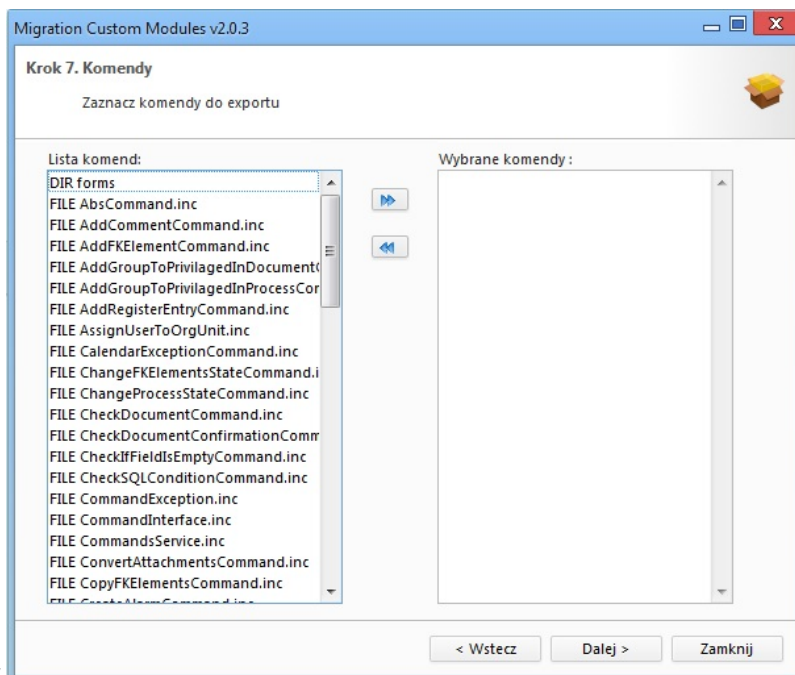 Migration Custom Modules v2.0.3
Krok 7. Komendy
Zaznacz komendy do exportu
Lista komend:
DIR forms
FILE AbsCommand.inc
FILE AddCommentCommand.inc
FILE AddFKElementCommand.inc
FILE AddGroupToPrivilagedInDocument
FILE AddGroupToPrivilagedInProcessCor
FILE AddRegisterEntryCommand.inc
FILE AssignUserToOrgUnit.inc
FILE CalendarExceptionCommand.inc
FILE ChangeFKElementsStateCommand.i
FILE ChangeProcessStateCommand.inc
FILE CheckDocumentCommand.inc
FILE CheckDocumentConfirmationComm
FILE CheckIfFieldIsEmptyCommand.inc
FILE CheckSQLConditionCommand.inc
FILE CommandException.inc
FILE CommandInterface.inc
FILE CommandsService.inc
FILE ConvertAttachmentsCommand.inc
FILE CopyFKElementsCommand.inc
FILE CreateAlarmCommand.inc
Wybrane komendy :
< Wstecz
Dalej >
Zamknij